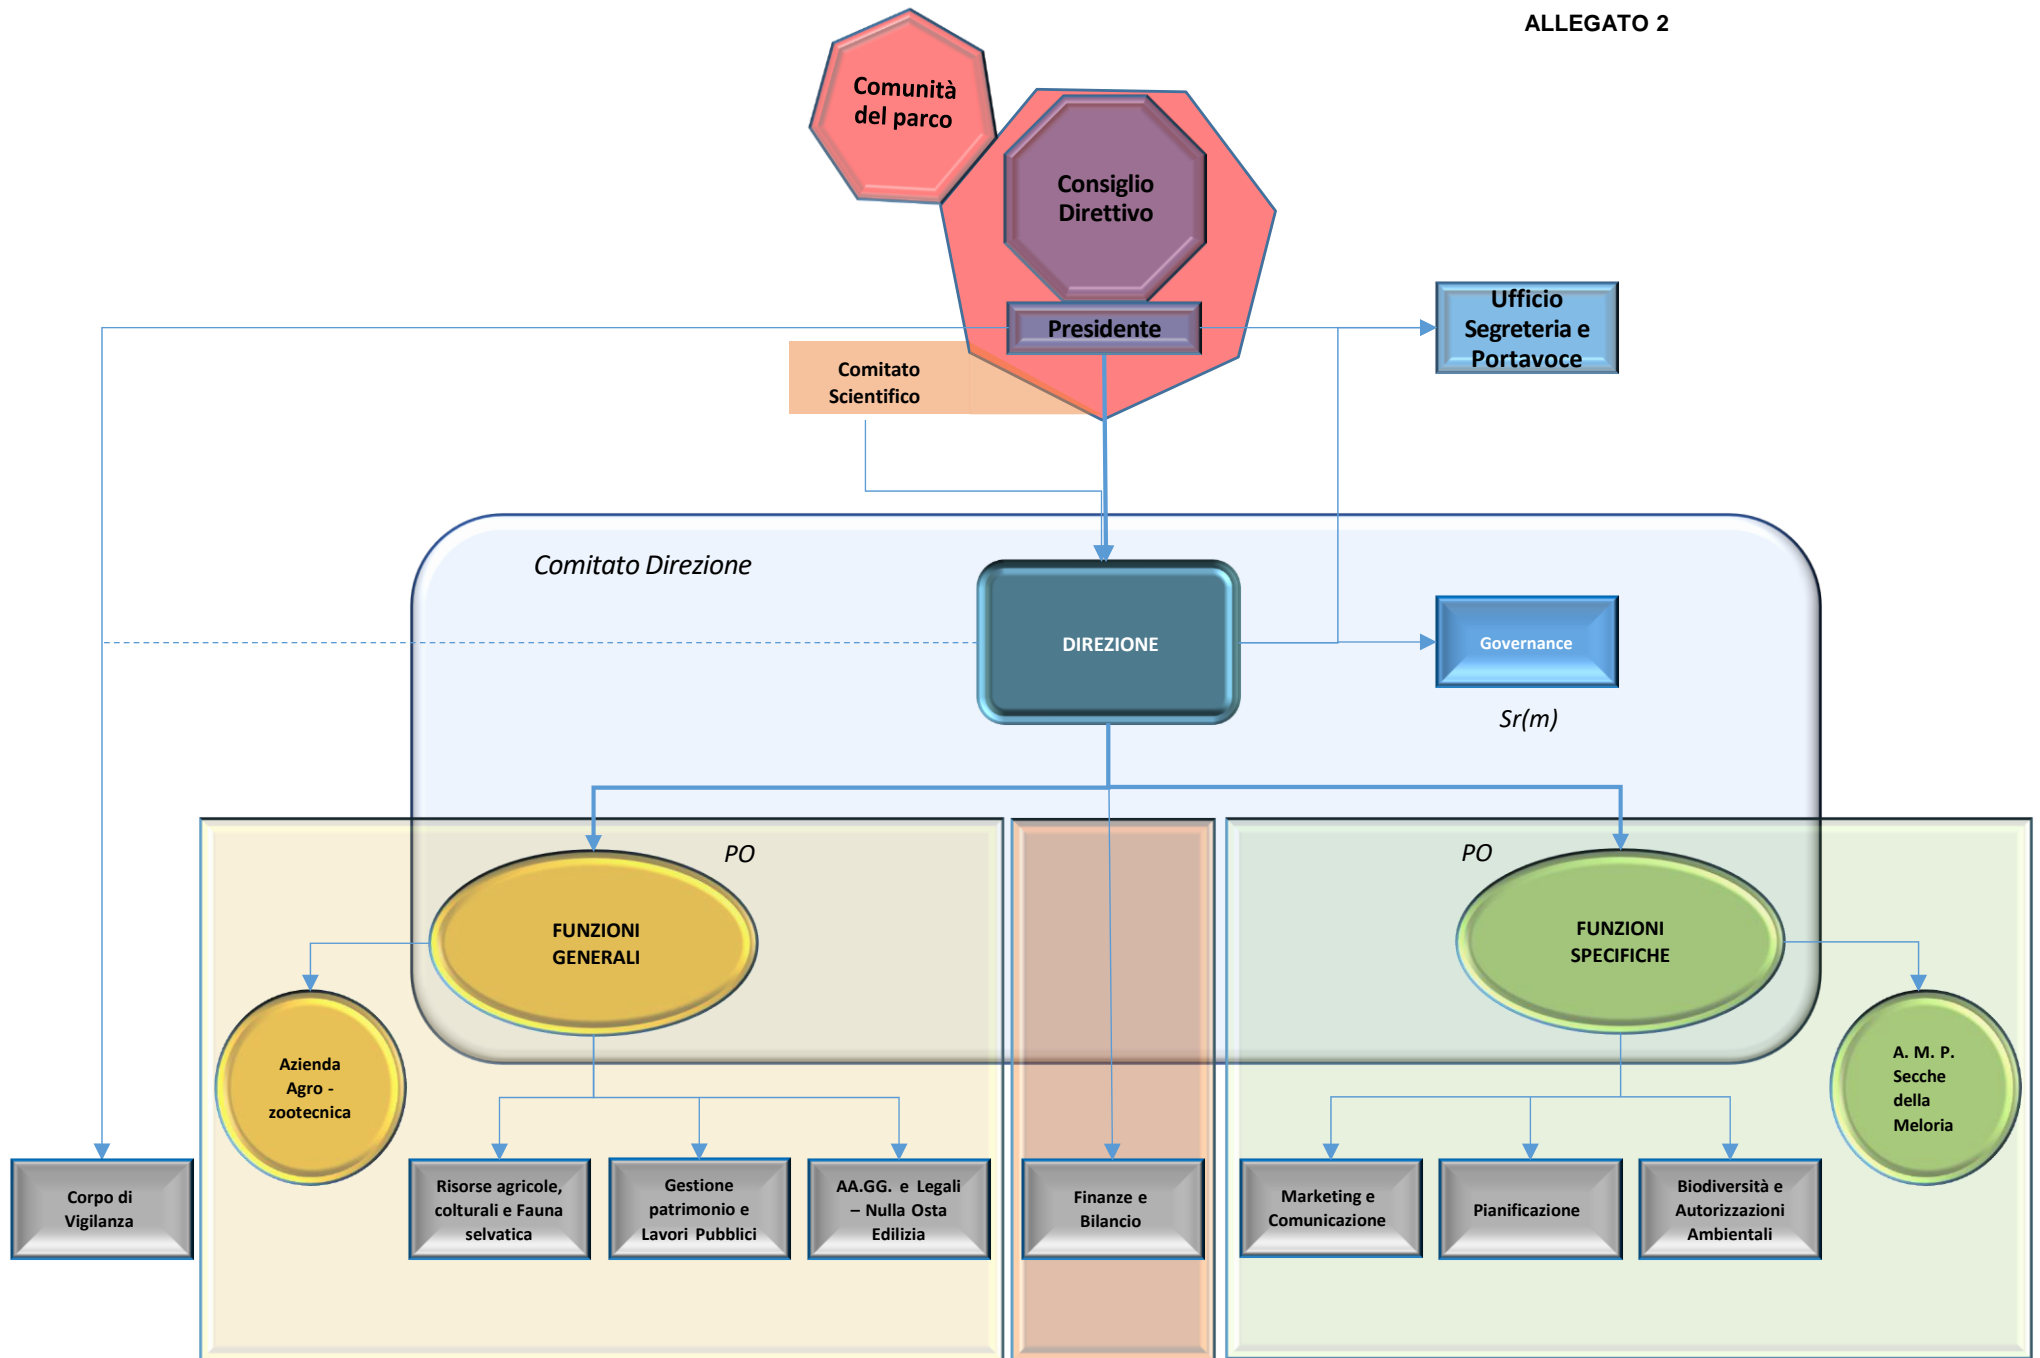 ALLEGATO 2
Comunità
del parco
Consiglio
Direttivo
Presidente
Ufficio
Segreteria e
Portavoce
Comitato
Scientifico
Comitato Direzione
DIREZIONE
Governance
Sr(m)
PO
PO
FUNZIONI
GENERALI
FUNZIONI
SPECIFICHE
Azienda
Agro -
zootecnica
A. M. P.
Secche
della
Meloria
Corpo di
Vigilanza
Risorse agricole,
colturali e Fauna
selvatica
Gestione
patrimonio e
Lavori Pubblici
AA.GG. e Legali
– Nulla Osta
Edilizia
Finanze e
Bilancio
Marketing e
Comunicazione
Pianificazione
Biodiversità e
Autorizzazioni
Ambientali